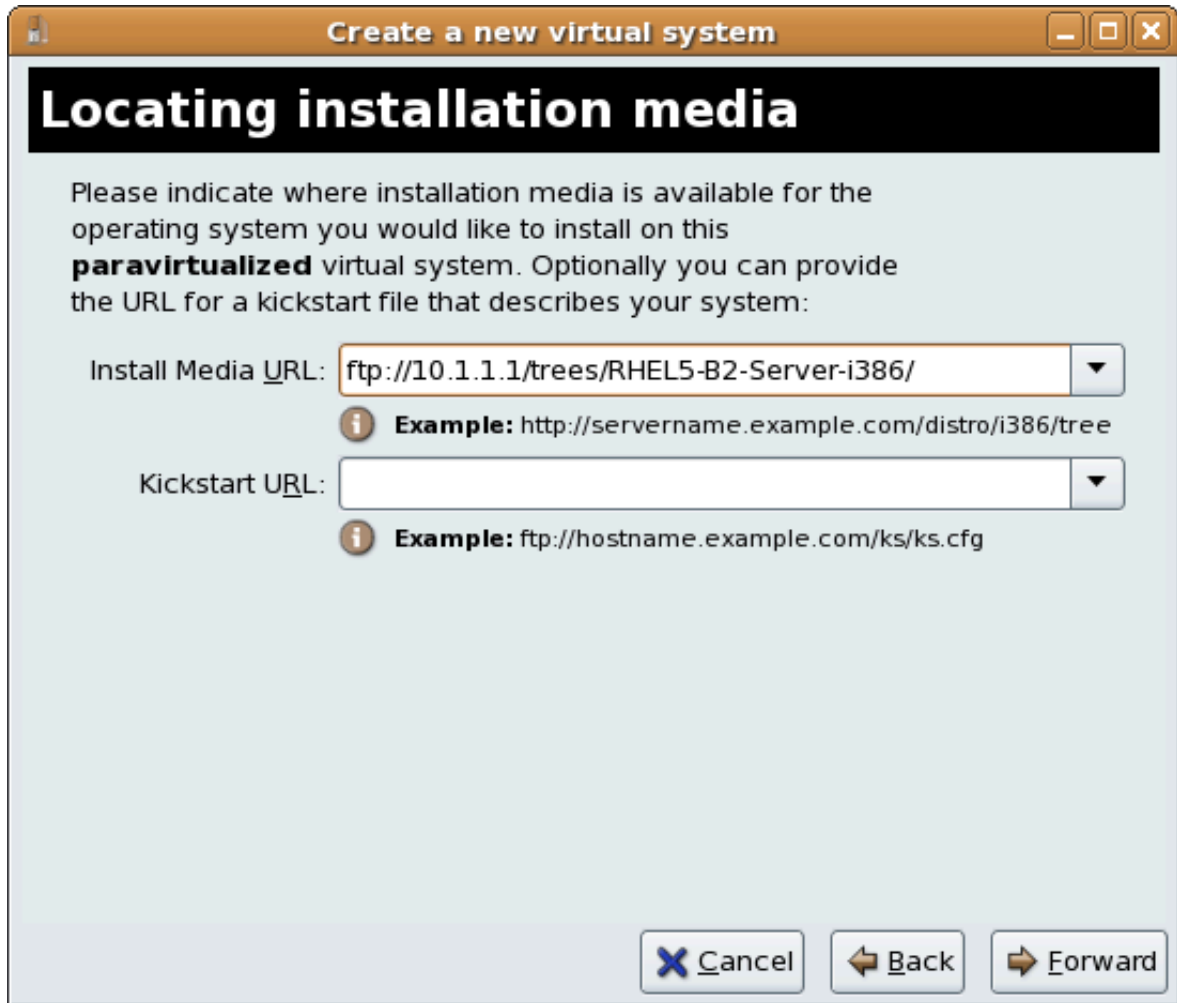 Create a new virtual system
Locating installation media
Please indicate where installation media is available for the
operating system you would like to install on this
paravirtualized virtual system. Optionally you can provide
the URL for a kickstart file that describes your system:
Install Media URL: ftp://10.1.1.1/trees/RHEL5-B2-Server-i386/
Example: http://servername.example.com/distro/i386/tree
Kickstart URL:
Example: ftp://hostname.example.com/ks/ks.cfg
Cancel Back Forward